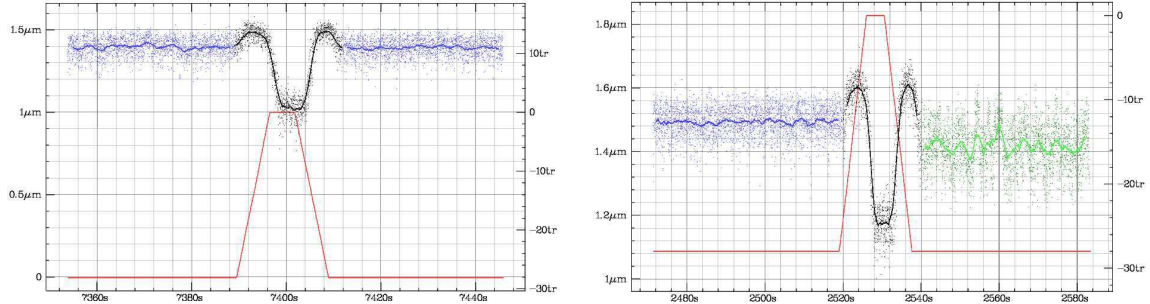 1.5μm
1μm
0.5μm
0
10tr
0
−10tr
−20tr
−30tr
7360s
7380s
7400s
7420s
7440s
1.8μm
1.6μm
1.4μm
1.2μm
1μm
0
−10tr
−20tr
−30tr
2480s
2500s
2520s
2540s
2560s
2580s